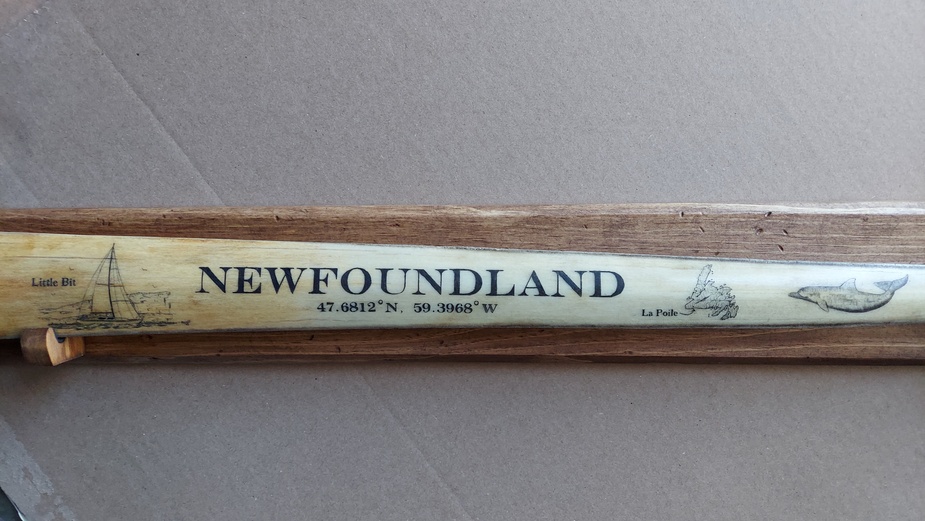 Little Bit
NEWFOUNDLAND
47.6812°N, 59.3968°W
La Poile